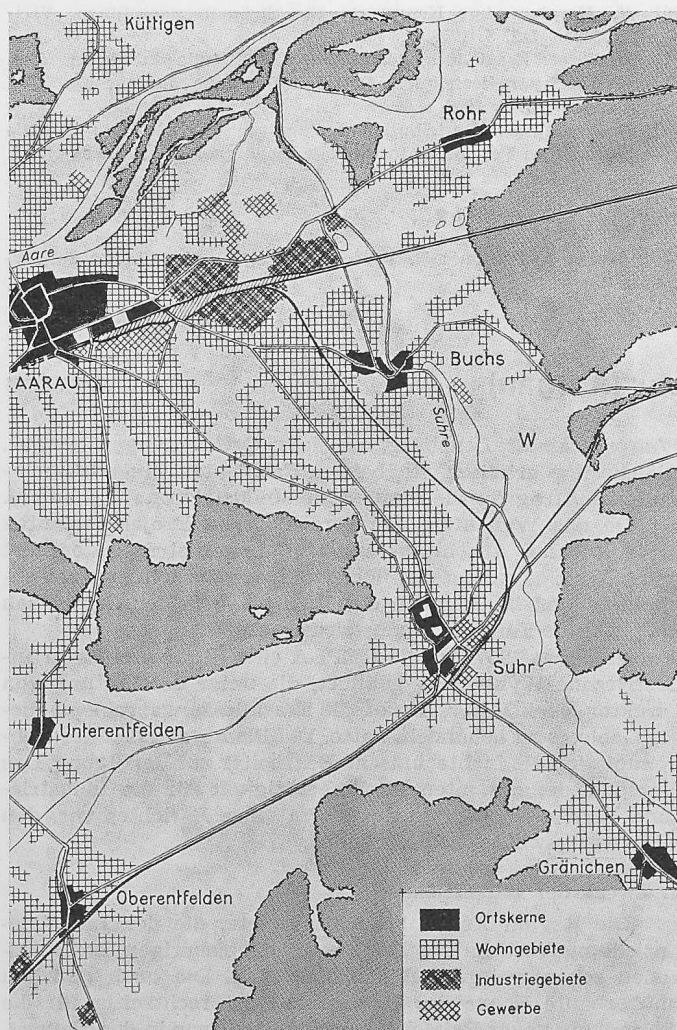 Küttigen
Rohr
Aare
Buchs
AARAU
Suhre
W
Suhr
Unterentfelden
Gränichen
Oberentfelden
Ortskerne
Wohngebiete
Industriegebiete
Gewerbe